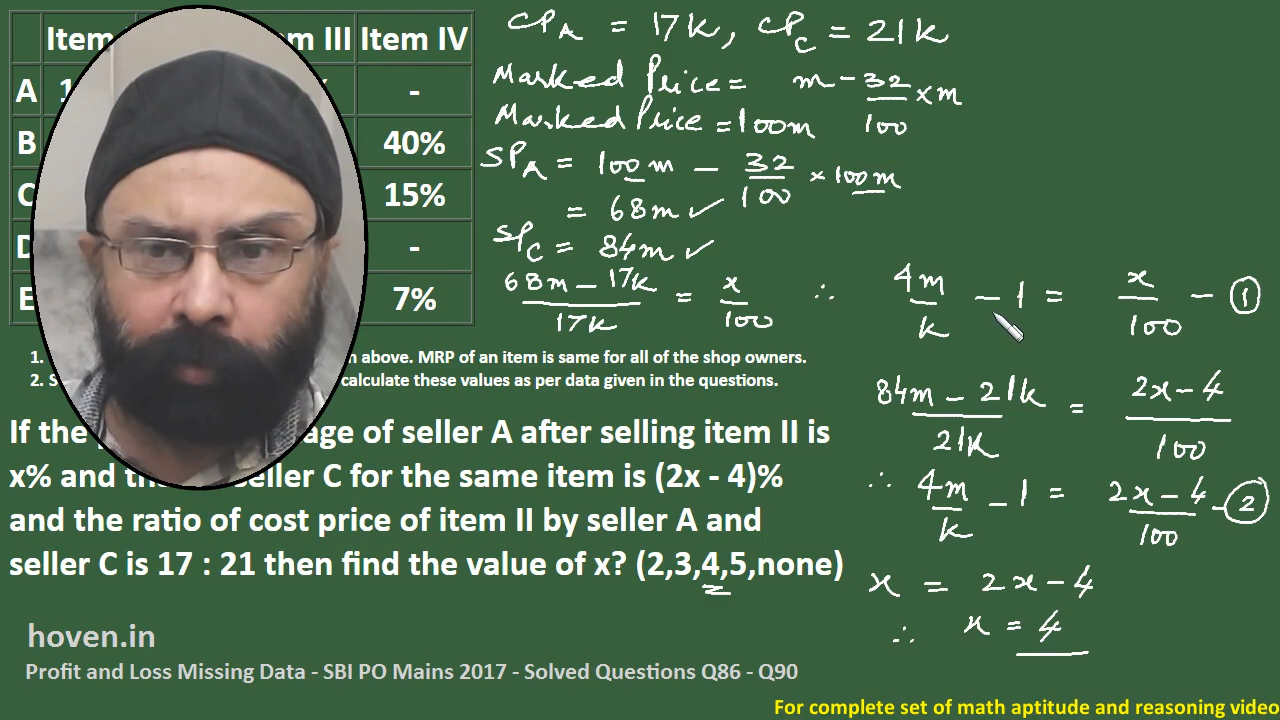 Item III Item IV
A 1 -
B 40%
C 15%
D -
E 7%
1. above. MRP of an item is same for all of the shop owners.
2. S calculate these values as per data given in the questions.
If the age of seller A after selling item II is
x% and th seller C for the same item is (2x - 4)%
and the ratio of cost price of item II by seller A and
seller C is 17 : 21 then find the value of x? (2,3,4,5,none)
hoven.in
Profit and Loss Missing Data - SBI PO Mains 2017 - Solved Questions Q86 - Q90
CP_A = 17k, CP_C = 21k
Marked Price = m - 32/100 × m
Marked Price = 100m
SP_A = 100m - 32/100 × 100m
= 68m ✓
SP_C = 84m ✓
68m - 17k / 17k = x/100 ∴ 4m/k - 1 = x/100 - ①
84m - 21k / 21k = 2x - 4 / 100
∴ 4m/k - 1 = 2x - 4 / 100 - ②
x = 2x - 4
∴ x = 4
For complete set of math aptitude and reasoning video